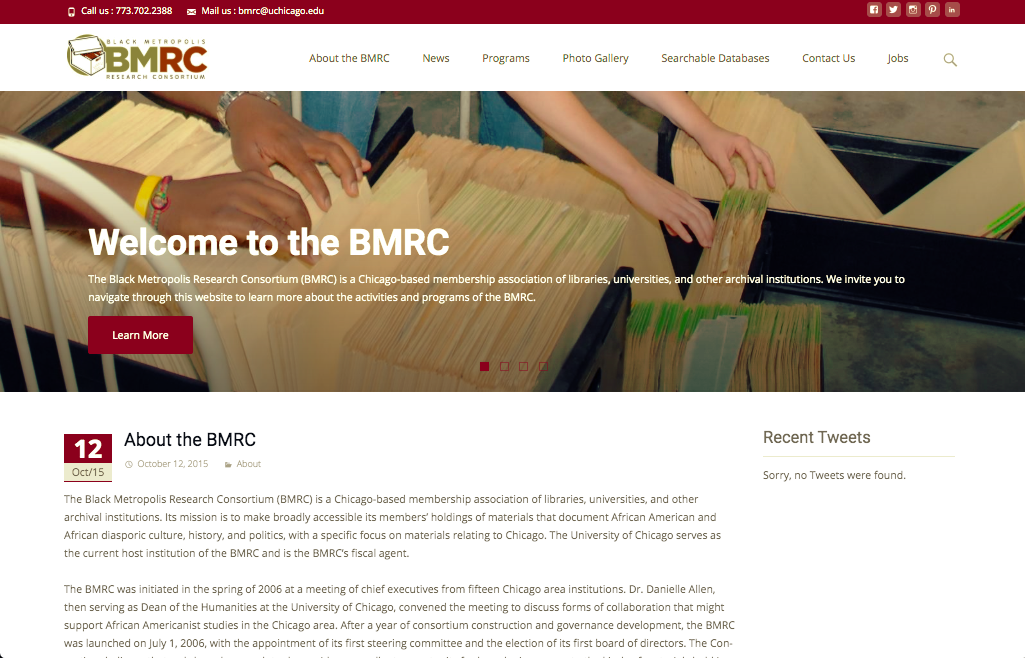 Call us : 773.702.2388 Mail us : bmrc@uchicago.edu
in
BLACK METROPOLIS
BMRC
RESEARCH CONSORTIUM
About the BMRC News Programs Photo Gallery Searchable Databases Contact Us Jobs
Welcome to the BMRC
The Black Metropolis Research Consortium (BMRC) is a Chicago-based membership association of libraries, universities, and other archival institutions. We invite you to
navigate through this website to learn more about the activities and programs of the BMRC.
Learn More
12
Oct/15
About the BMRC
October 12, 2015 About
The Black Metropolis Research Consortium (BMRC) is a Chicago-based membership association of libraries, universities, and other
archival institutions. Its mission is to make broadly accessible its members’ holdings of materials that document African American and
African diasporic culture, history, and politics, with a specific focus on materials relating to Chicago. The University of Chicago serves as
the current host institution of the BMRC and is the BMRC’s fiscal agent.
The BMRC was initiated in the spring of 2006 at a meeting of chief executives from fifteen Chicago area institutions. Dr. Danielle Allen,
then serving as Dean of the Humanities at the University of Chicago, convened the meeting to discuss forms of collaboration that might
support African Americanist studies in the Chicago area. After a year of consortium construction and governance development, the BMRC
was launched on July 1, 2006, with the appointment of its first steering committee and the election of its first board of directors. The Con-
Recent Tweets
Sorry, no Tweets were found.